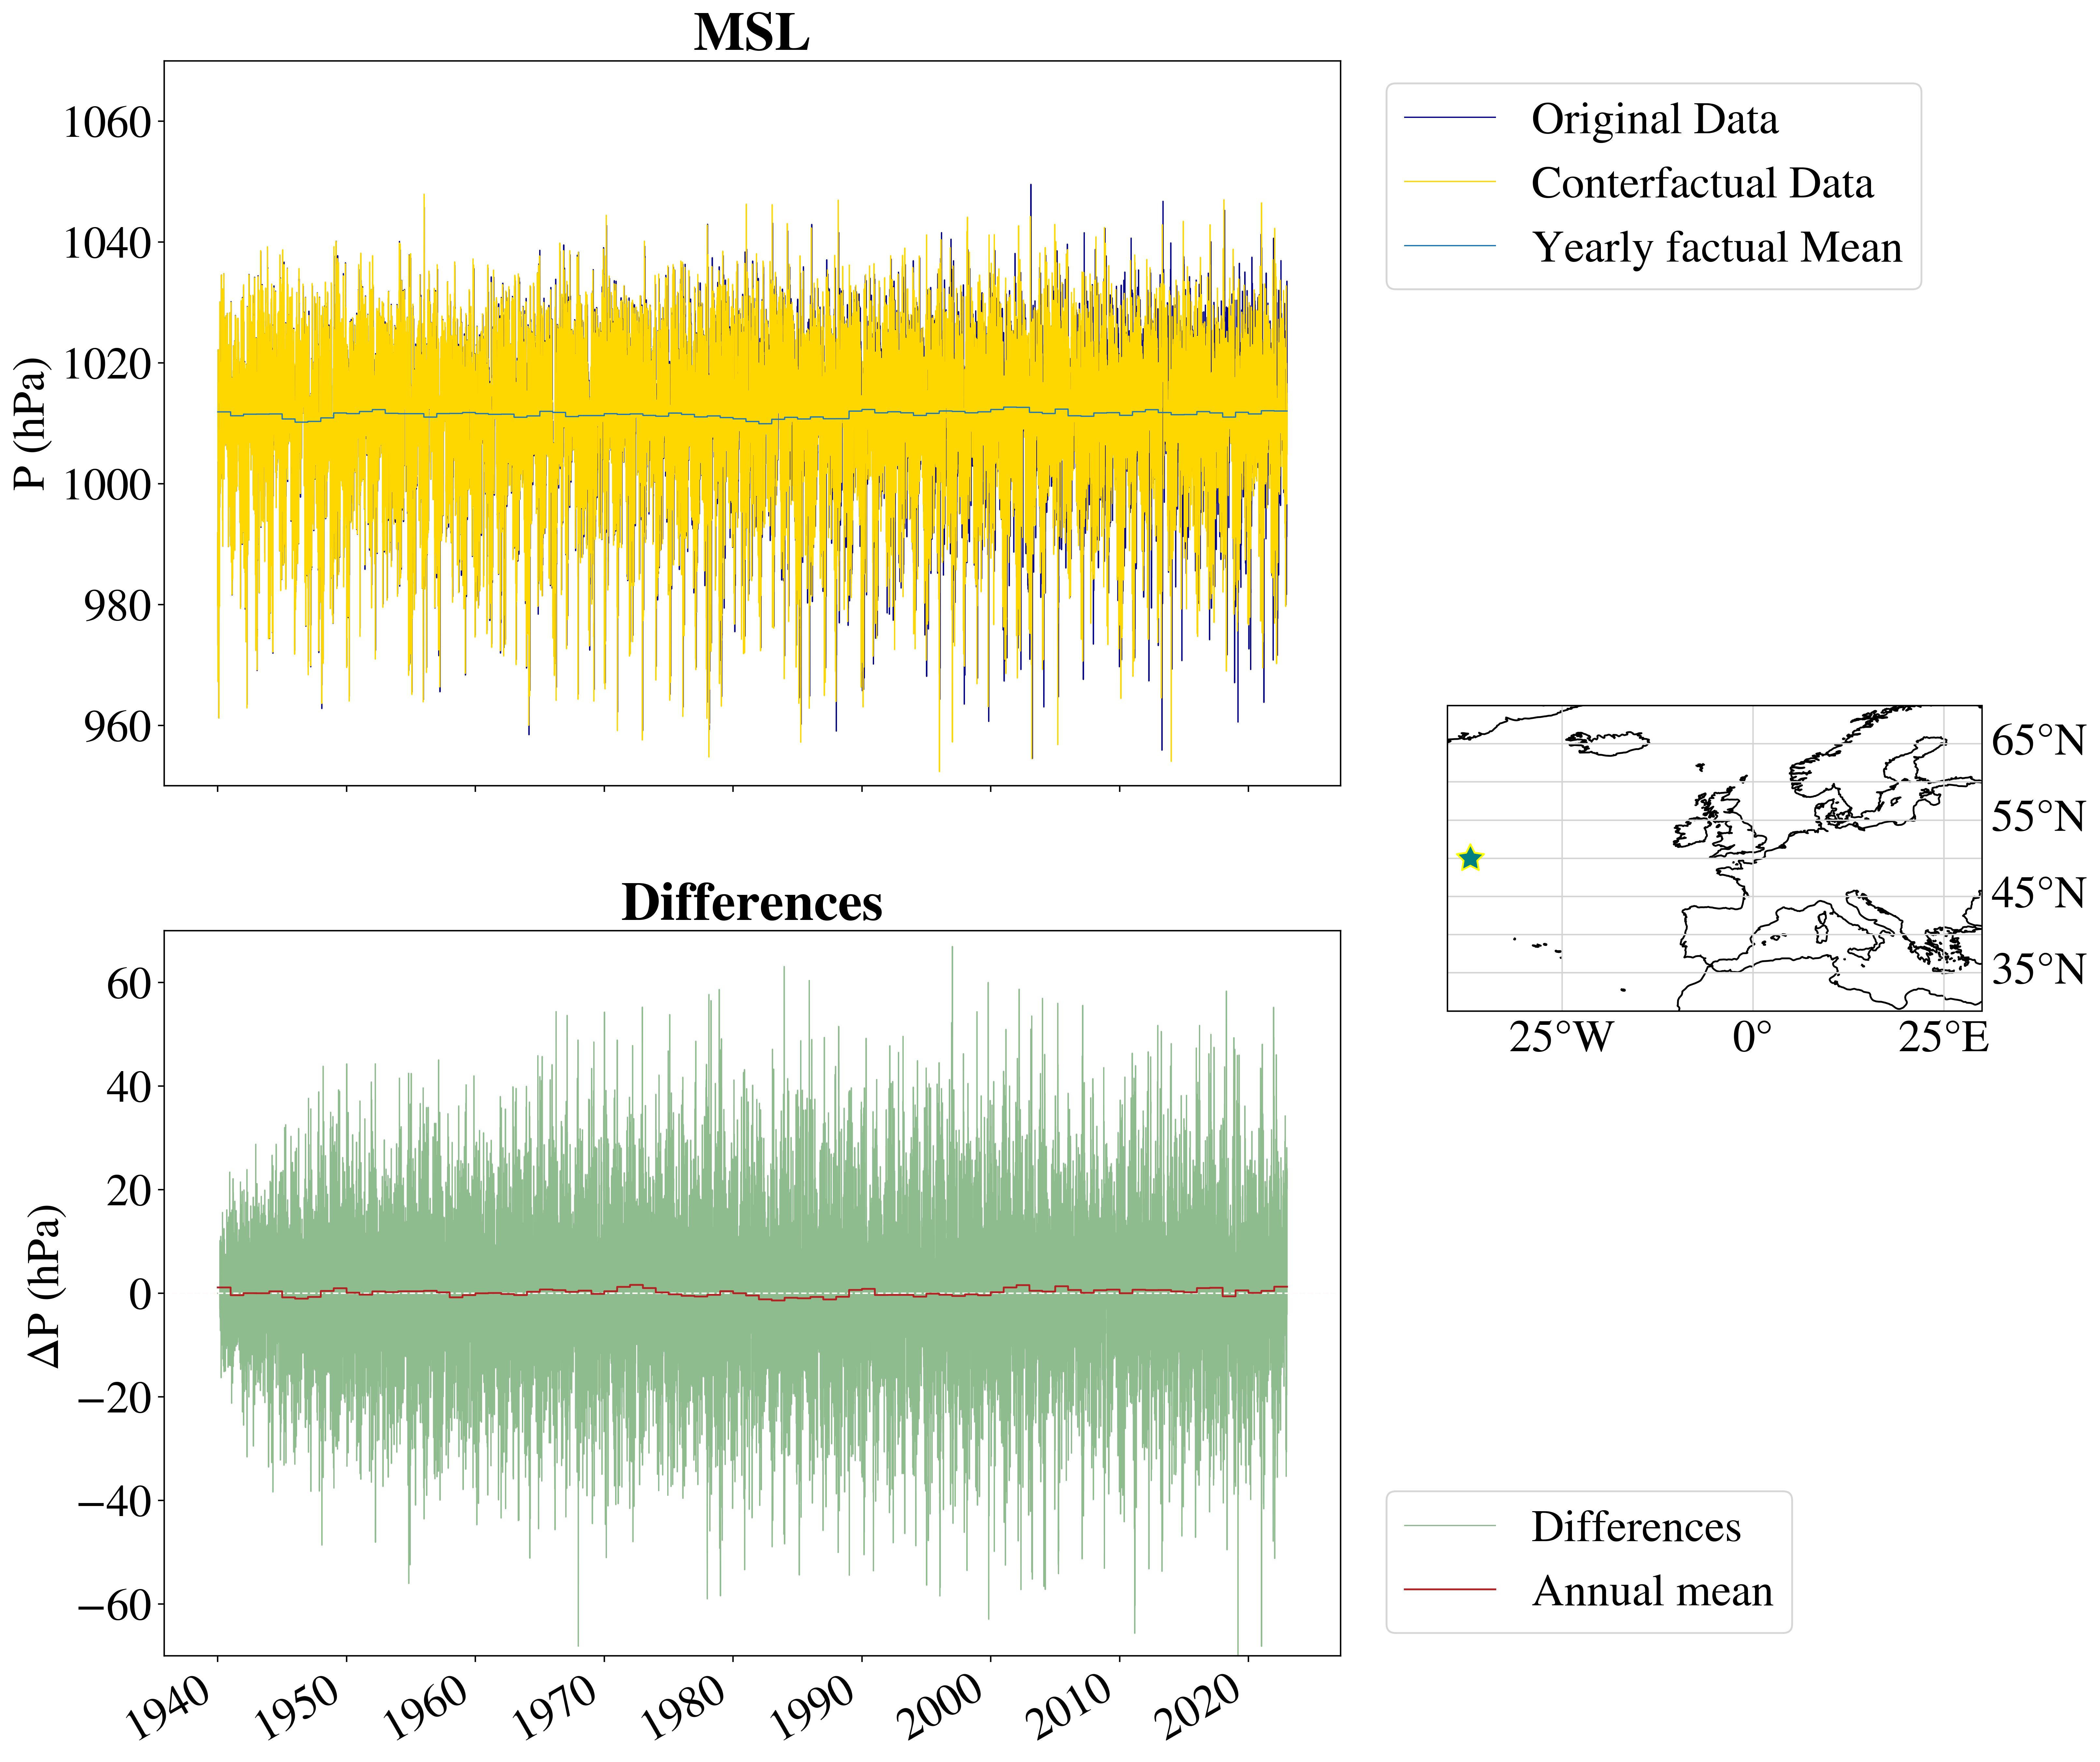 MSL
P (hPa)
1060
1040
1020
1000
980
960
Original Data
Conterfactual Data
Yearly factual Mean
65°N
55°N
45°N
35°N
25°W 0° 25°E
Differences
ΔP (hPa)
60
40
20
0
−20
−40
−60
1940 1950 1960 1970 1980 1990 2000 2010 2020
Differences
Annual mean